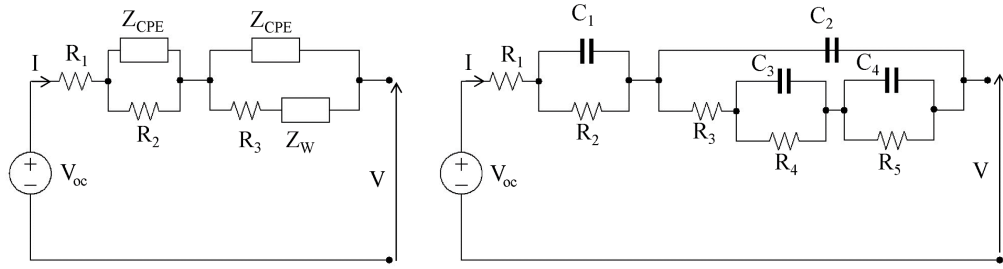 Z_CPE Z_CPE
I R_1
R_2 R_3 Z_W
V_oc V
+
−
C_1 C_2
I R_1 C_3 C_4
R_2 R_3 R_4 R_5
V_oc V
+
−